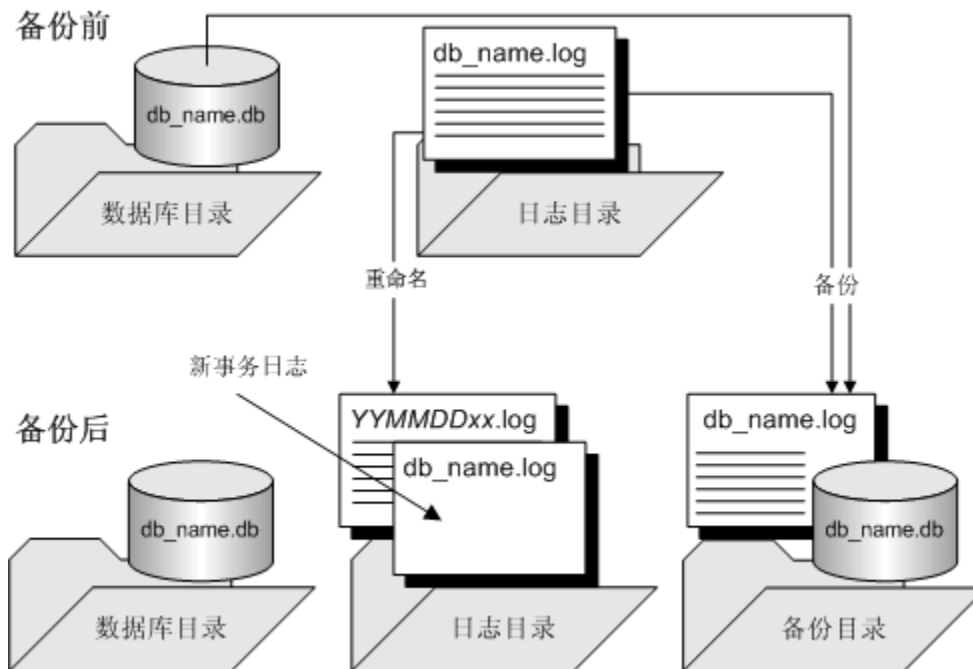 备份前
db_name.db
数据库目录
db_name.log
日志目录
重命名
备份
新事务日志
备份后
db_name.db
数据库目录
YYMMDDxx.log
db_name.log
日志目录
db_name.log
db_name.db
备份目录